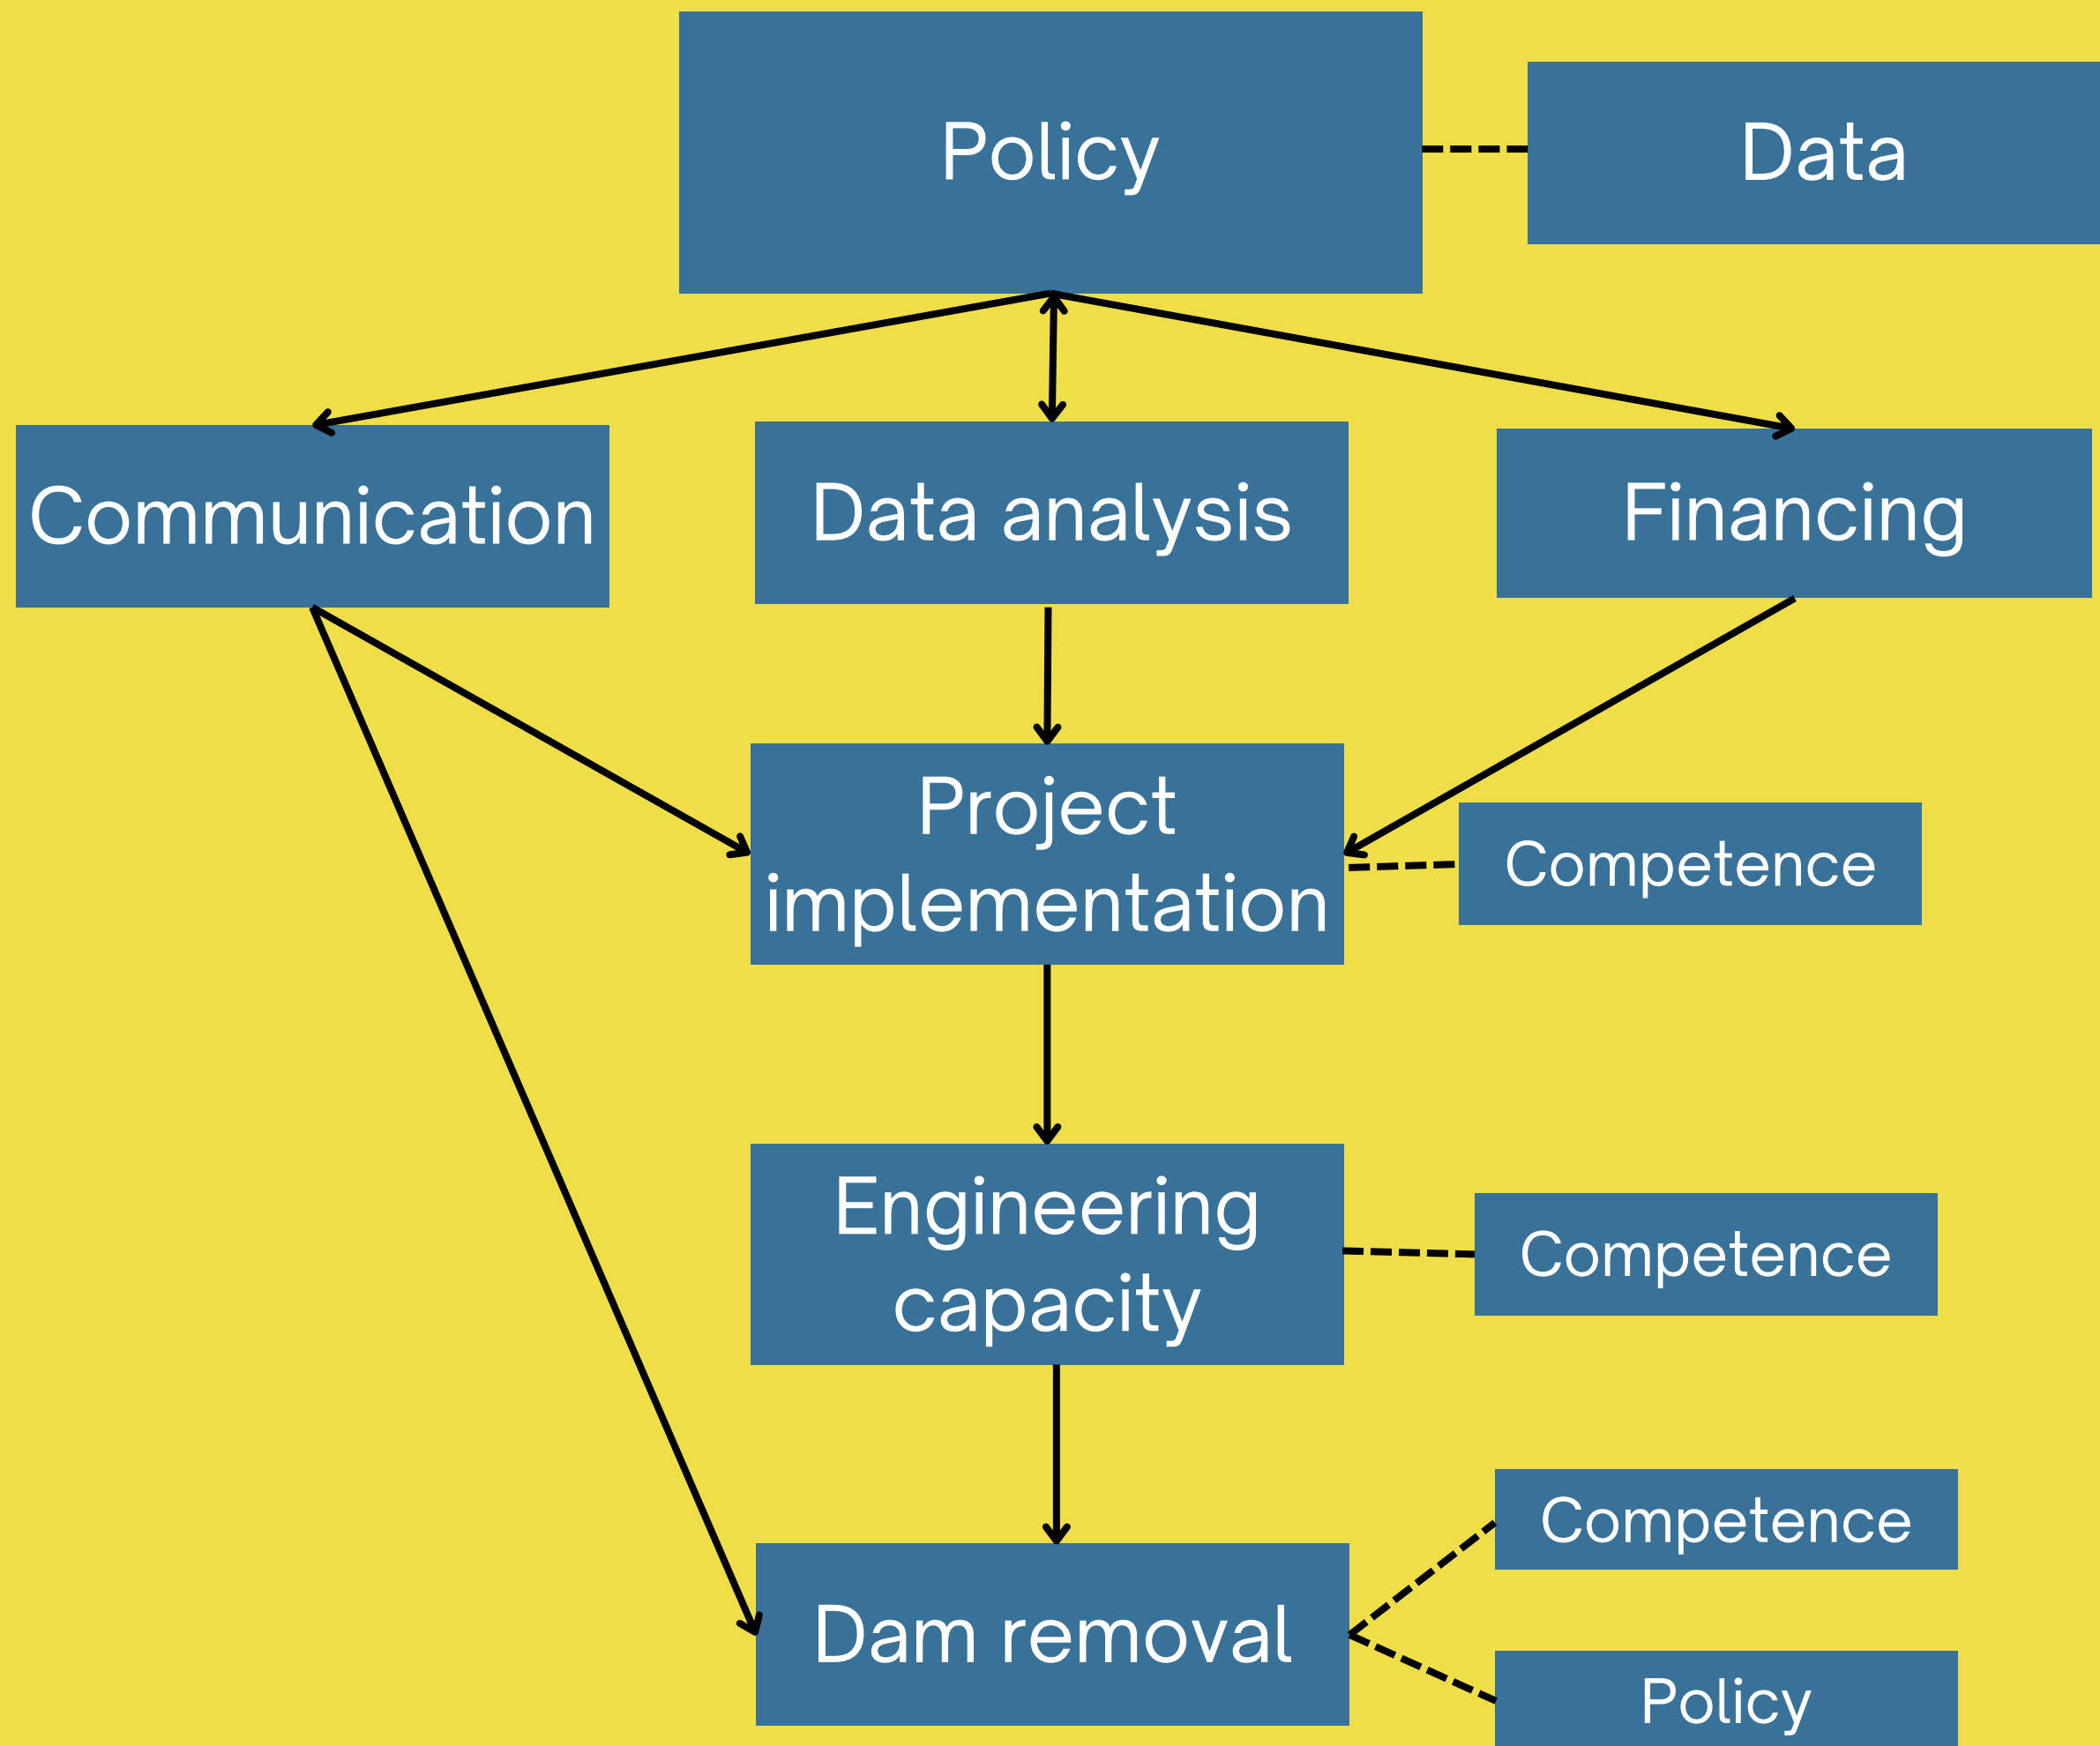 Policy
Data
Communication
Data analysis
Financing
Project
implementation
Competence
Engineering
capacity
Competence
Competence
Dam removal
Policy